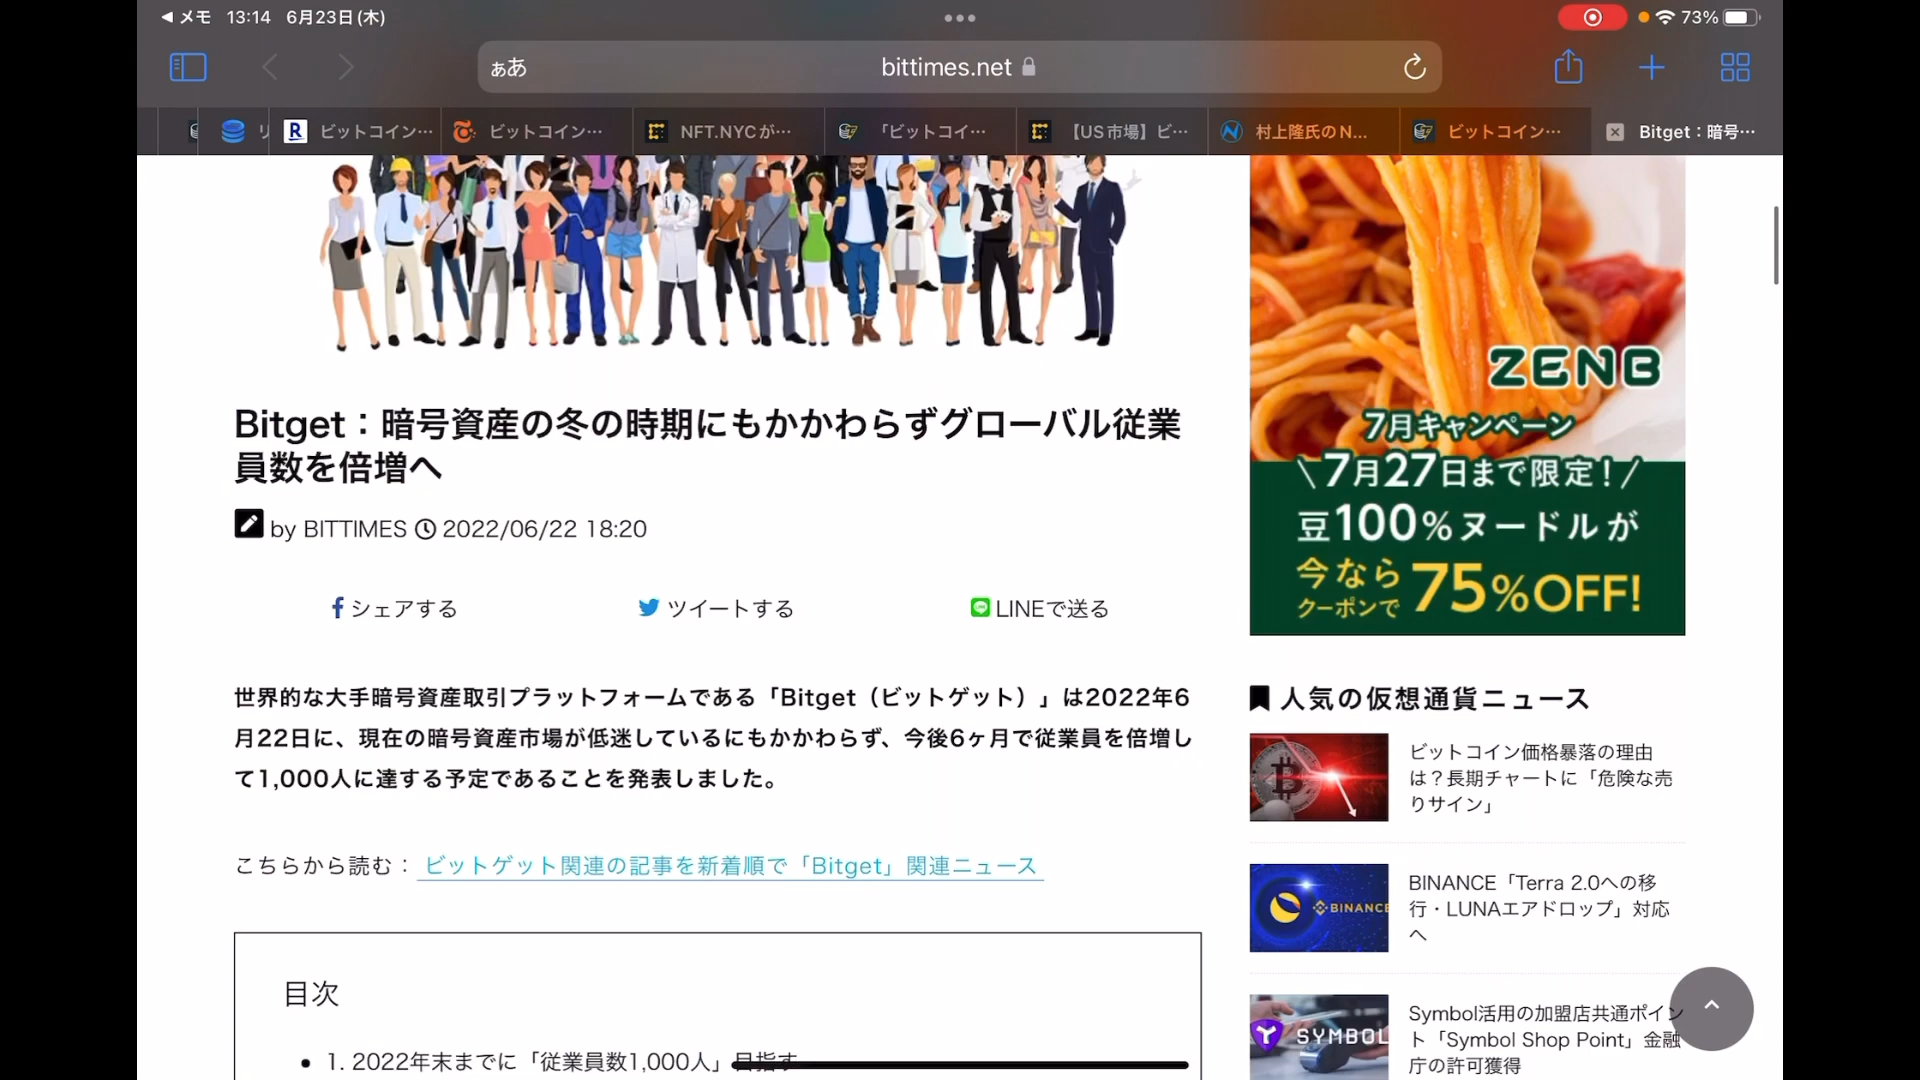 ◀メモ 13:14 6月23日(木)
73%
ぁあ
bittimes.net
リ
ビットコイン…
ビットコイン…
NFT.NYCが…
「ビットコイ…
【US市場】ビ…
村上隆氏のN…
ビットコイン…
Bitget：暗号…
Bitget：暗号資産の冬の時期にもかかわらずグローバル従業
員数を倍増へ
by BITTIMES 2022/06/22 18:20
シェアする
ツイートする
LINEで送る
世界的な大手暗号資産取引プラットフォームである「Bitget（ビットゲット）」は2022年6
月22日に、現在の暗号資産市場が低迷しているにもかかわらず、今後6ヶ月で従業員を倍増し
て1,000人に達する予定であることを発表しました。
こちらから読む： ビットゲット関連の記事を新着順で「Bitget」関連ニュース
目次
1. 2022年末までに「従業員数1,000人」目指す
ZENB
7月キャンペーン
\7月27日まで限定！/
豆100%ヌードルが
今なら
クーポンで
75%OFF!
人気の仮想通貨ニュース
ビットコイン価格暴落の理由
は？長期チャートに「危険な売
りサイン」
BINANCE
BINANCE「Terra 2.0への移
行・LUNAエアドロップ」対応
へ
SYMBOL
Symbol活用の加盟店共通ポイン
ト「Symbol Shop Point」金融
庁の許可獲得